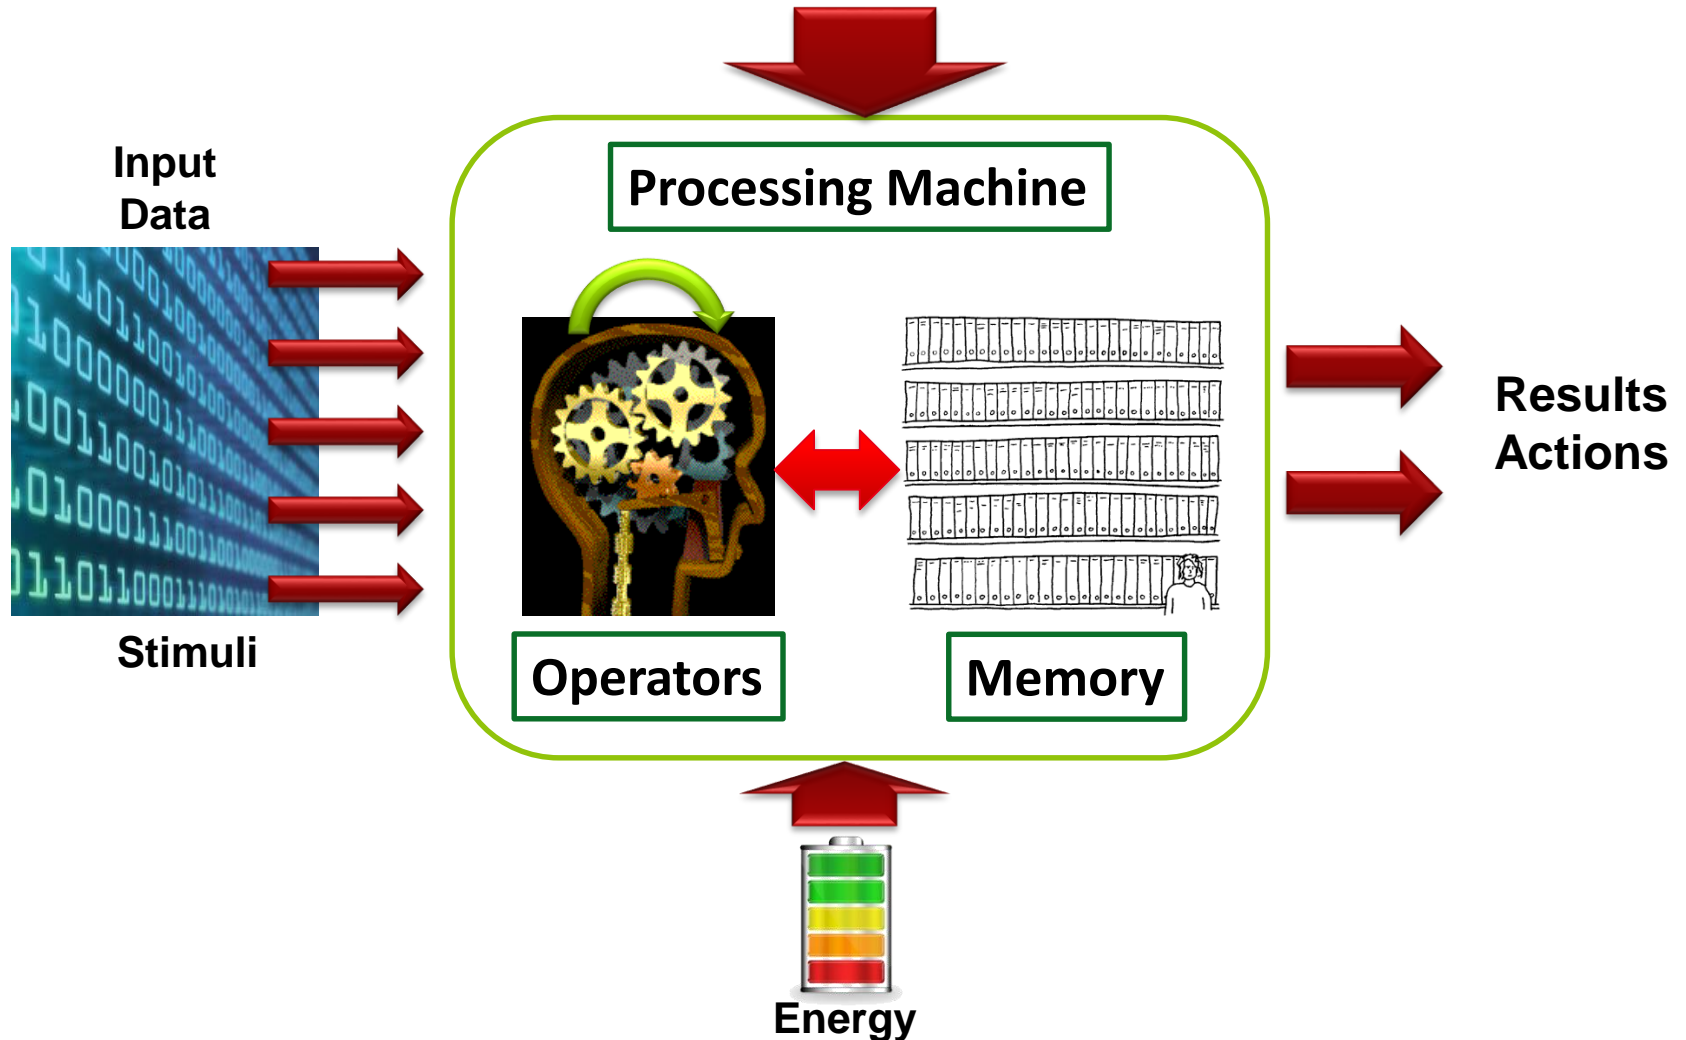 Input
Data
Stimuli
Processing Machine
Operators
Memory
Results
Actions
Energy